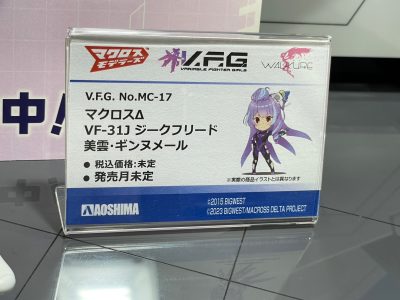 マクロス
モデラーズ
V.F.G
VARIABLE FIGHTER GIRLS
WALKÜRE
V.F.G. No.MC-17
マクロスΔ
VF-31J ジークフリード
美雲・ギンヌメール
● 税込価格:未定
● 発売月未定
※実際の商品とイラストとは異なります
AOSHIMA
©2015 BIGWEST
©2023 BIGWEST/MACROSS DELTA PROJECT
中!
中!